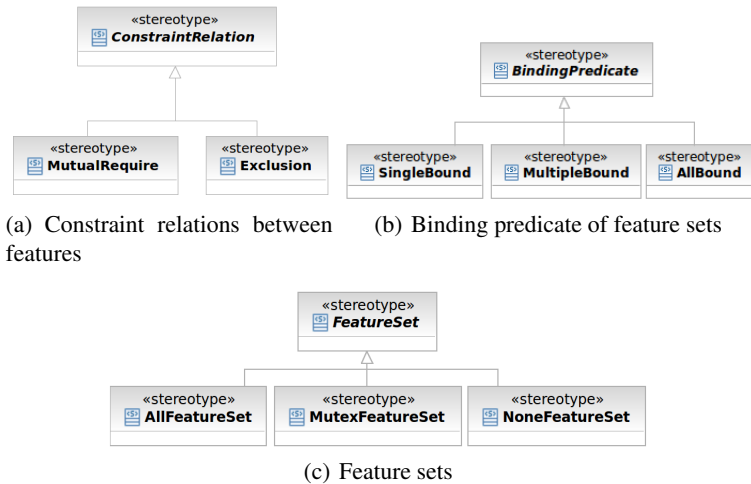 «stereotype»
ConstraintRelation
«stereotype»
MutualRequire
«stereotype»
Exclusion
(a) Constraint relations between
features
«stereotype»
BindingPredicate
«stereotype»
SingleBound
«stereotype»
MultipleBound
«stereotype»
AllBound
(b) Binding predicate of feature sets
«stereotype»
FeatureSet
«stereotype»
AllFeatureSet
«stereotype»
MutexFeatureSet
«stereotype»
NoneFeatureSet
(c) Feature sets